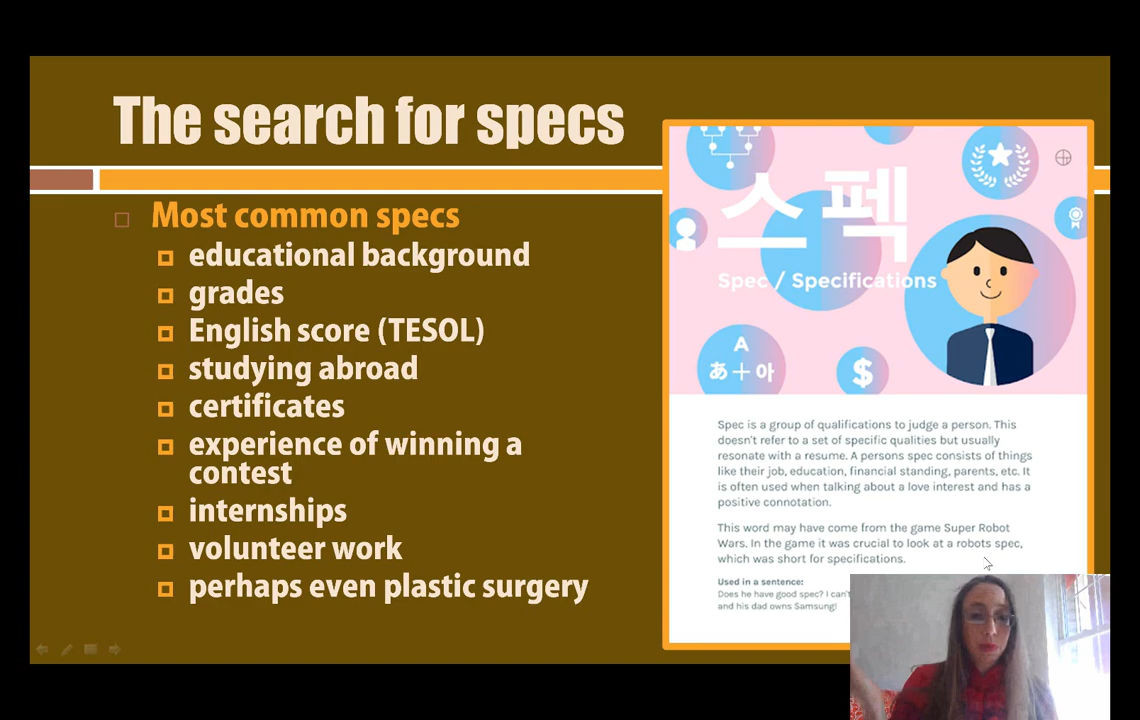 The search for specs
Most common specs
educational background
grades
English score (TESOL)
studying abroad
certificates
experience of winning a
contest
internships
volunteer work
perhaps even plastic surgery
스펙
Spec / Specifications
A
あ 아
$
Spec is a group of qualifications to judge a person. This
doesn't refer to a set of specific qualities but usually
resonate with a resume. A persons spec consists of things
like their job, education, financial standing, parents, etc. It
is often used when talking about a love interest and has a
positive connotation.
This word may have come from the game Super Robot
Wars. In the game it was crucial to look at a robots spec,
which was short for specifications.
Used in a sentence:
Does he have good spec? I can't
and his dad owns Samsung!